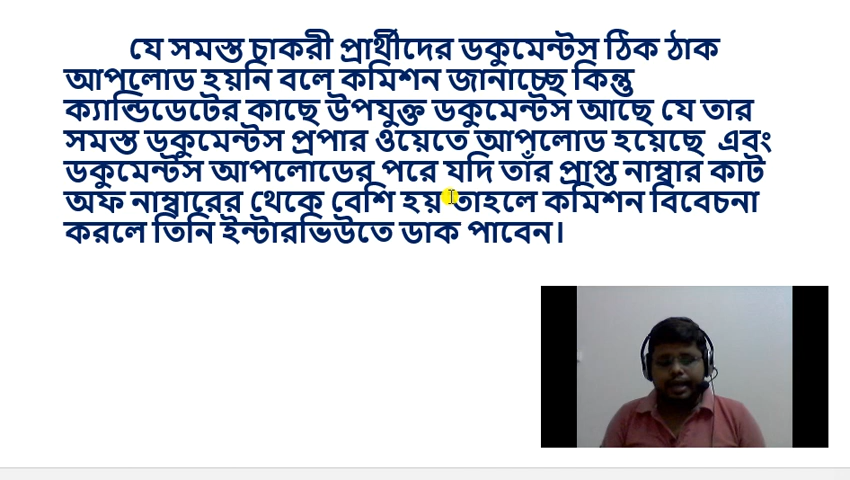 যে সমস্ত চাকরী প্রার্থীদের ডকুমেন্টস ঠিক ঠাক
আপলোড হয়নি বলে কমিশন জানাচ্ছে কিন্তু
ক্যান্ডিডেটের কাছে উপযুক্ত ডকুমেন্টস আছে যে তার
সমস্ত ডকুমেন্টস প্রপার ওয়েতে আপলোড হয়েছে এবং
ডকুমেন্টস আপলোডের পরে যদি তাঁর প্রাপ্ত নাম্বার কাট
অফ নাম্বারের থেকে বেশি হয় তাহলে কমিশন বিবেচনা
করলে তিনি ইন্টারভিউতে ডাক পাবেন।